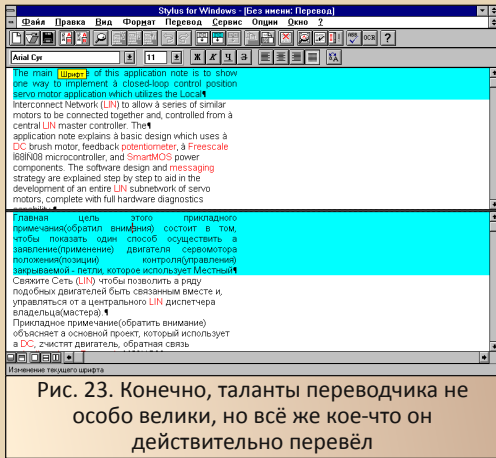 Stylus for Windows - [Без имени: Перевод]
Файл Правка Вид Формат Перевод Сервис Опции Окно ?
OCR ?
Arial Cyr 11 Ж К Ч З
The main Шрифт e of this application note is to show
one way to implement à closed-loop control position
servo motor application which utilizes the Local¶
Interconnect Network (LIN) to allow à series of similar
motors to be connected together and, controlled from à
central LIN master controller. The¶
application note explains à basic design which uses à
DC brush motor, feedback potentiometer, à Freescale
microcontroller, and SmartMOS power
components. The software design and messaging
strategy are explained step by step to aid in the
development of an entire LIN subnetwork of servo
motors, complete with full hardware diagnostics
capability.¶
Главная цель этого прикладного
примечания(обратил внимания) состоит в том,
чтобы показать один способ осуществить а
заявление(применение) двигателя сервомотора
положения(позиции) контроля(управления)
закрываемой - петли, которое использует Местный¶
Свяжите Сеть (LIN) чтобы позволить а ряду
подобных двигателей быть связанным вместе и,
управляться от а центрального LIN диспетчера
владельца(мастера).¶
Прикладное примечание(обратить внимание)
объясняет а основной проект, который использует
а DC, зчистят двигатель, обратная связь
Изменение текущего шрифта
Рис. 23. Конечно, таланты переводчика не
особо велики, но всё же кое-что он
действительно перевёл